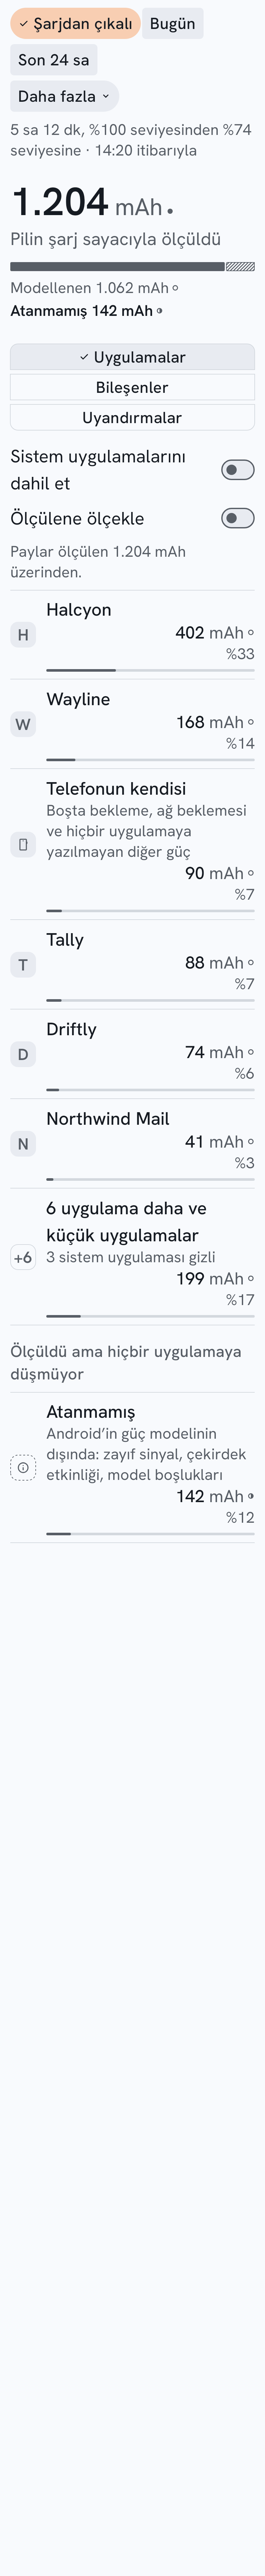 ✓ Şarjdan çıkalı
Bugün
Son 24 sa
Daha fazla
5 sa 12 dk, %100 seviyesinden %74
seviyesine · 14:20 itibarıyla
1.204 mAh
Pilin şarj sayacıyla ölçüldü
Modellenen 1.062 mAh
Atanmamış 142 mAh
✓ Uygulamalar
Bileşenler
Uyandırmalar
Sistem uygulamalarını
dahil et
Ölçülene ölçekle
Paylar ölçülen 1.204 mAh
üzerinden.
Halcyon
H
402 mAh
%33
Wayline
W
168 mAh
%14
Telefonun kendisi
Boşta bekleme, ağ beklemesi
ve hiçbir uygulamaya
yazılmayan diğer güç
90 mAh
%7
Tally
T
88 mAh
%7
Driftly
D
74 mAh
%6
Northwind Mail
N
41 mAh
%3
6 uygulama daha ve
küçük uygulamalar
+6
3 sistem uygulaması gizli
199 mAh
%17
Ölçüldü ama hiçbir uygulamaya
düşmüyor
Atanmamış
Android'in güç modelinin
dışında: zayıf sinyal, çekirdek
etkinliği, model boşlukları
142 mAh
%12